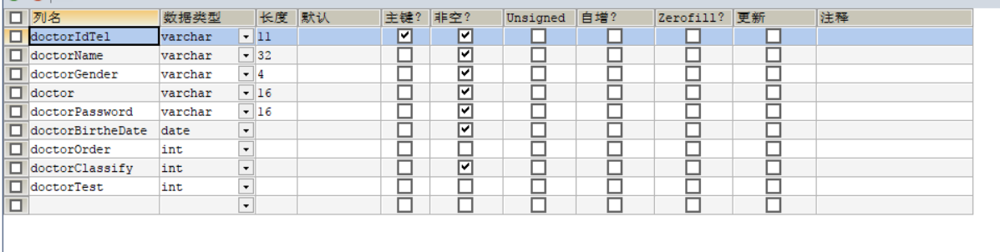 列名 数据类型 长度 默认 主键? 非空? Unsigned 自增? Zerofill? 更新 注释
doctorIdTel varchar 11
doctorName varchar 32
doctorGender varchar 4
doctor varchar 16
doctorPassword varchar 16
doctorBirtheDate date
doctorOrder int
doctorClassify int
doctorTest int